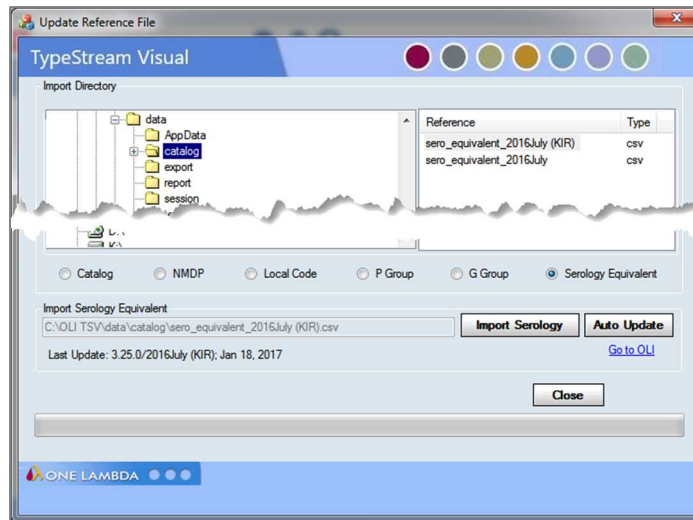 Update Reference File
TypeStream Visual
Import Directory
data
AppData
catalog
export
report
session
Reference Type
sero_equivalent_2016July (KIR) csv
sero_equivalent_2016July csv
Catalog NMDP Local Code P Group G Group Serology Equivalent
Import Serology Equivalent
C:\OLI TSV\data\catalog\sero_equivalent_2016July (KIR).csv
Import Serology
Auto Update
Last Update: 3.25.0/2016July (KIR); Jan 18, 2017
Go to OLI
Close
ONE LAMBDA